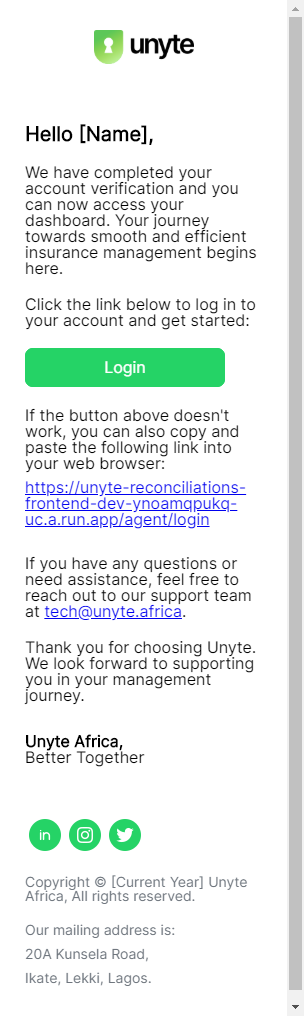 unyte
Hello [Name],
We have completed your
account verification and you
can now access your
dashboard. Your journey
towards smooth and efficient
insurance management begins
here.
Click the link below to log in to
your account and get started:
Login
If the button above doesn't
work, you can also copy and
paste the following link into
your web browser:
https://unyte-reconciliations-
frontend-dev-ynoamqpukq-
uc.a.run.app/agent/login
If you have any questions or
need assistance, feel free to
reach out to our support team
at tech@unyte.africa.
Thank you for choosing Unyte.
We look forward to supporting
you in your management
journey.
Unyte Africa,
Better Together
in
Copyright © [Current Year] Unyte
Africa, All rights reserved.
Our mailing address is:
20A Kunsela Road,
Ikate, Lekki, Lagos.